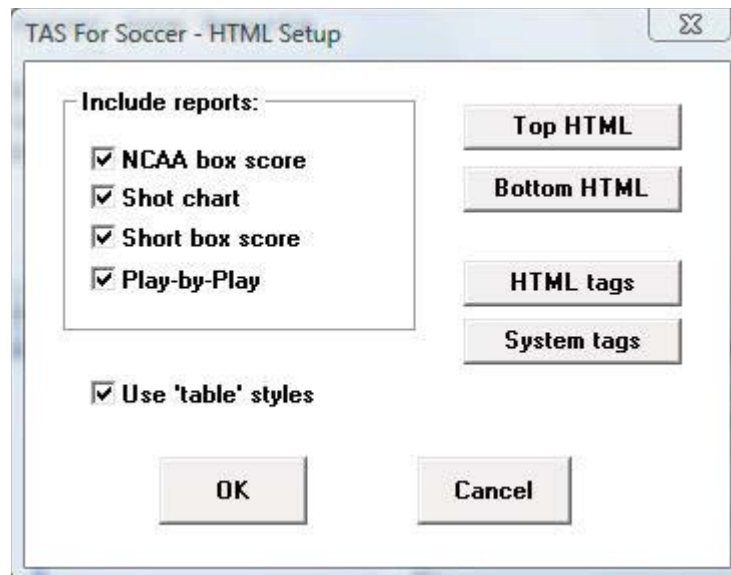 TAS For Soccer - HTML Setup
Include reports:
NCAA box score
Shot chart
Short box score
Play-by-Play
Use 'table' styles
Top HTML
Bottom HTML
HTML tags
System tags
OK
Cancel